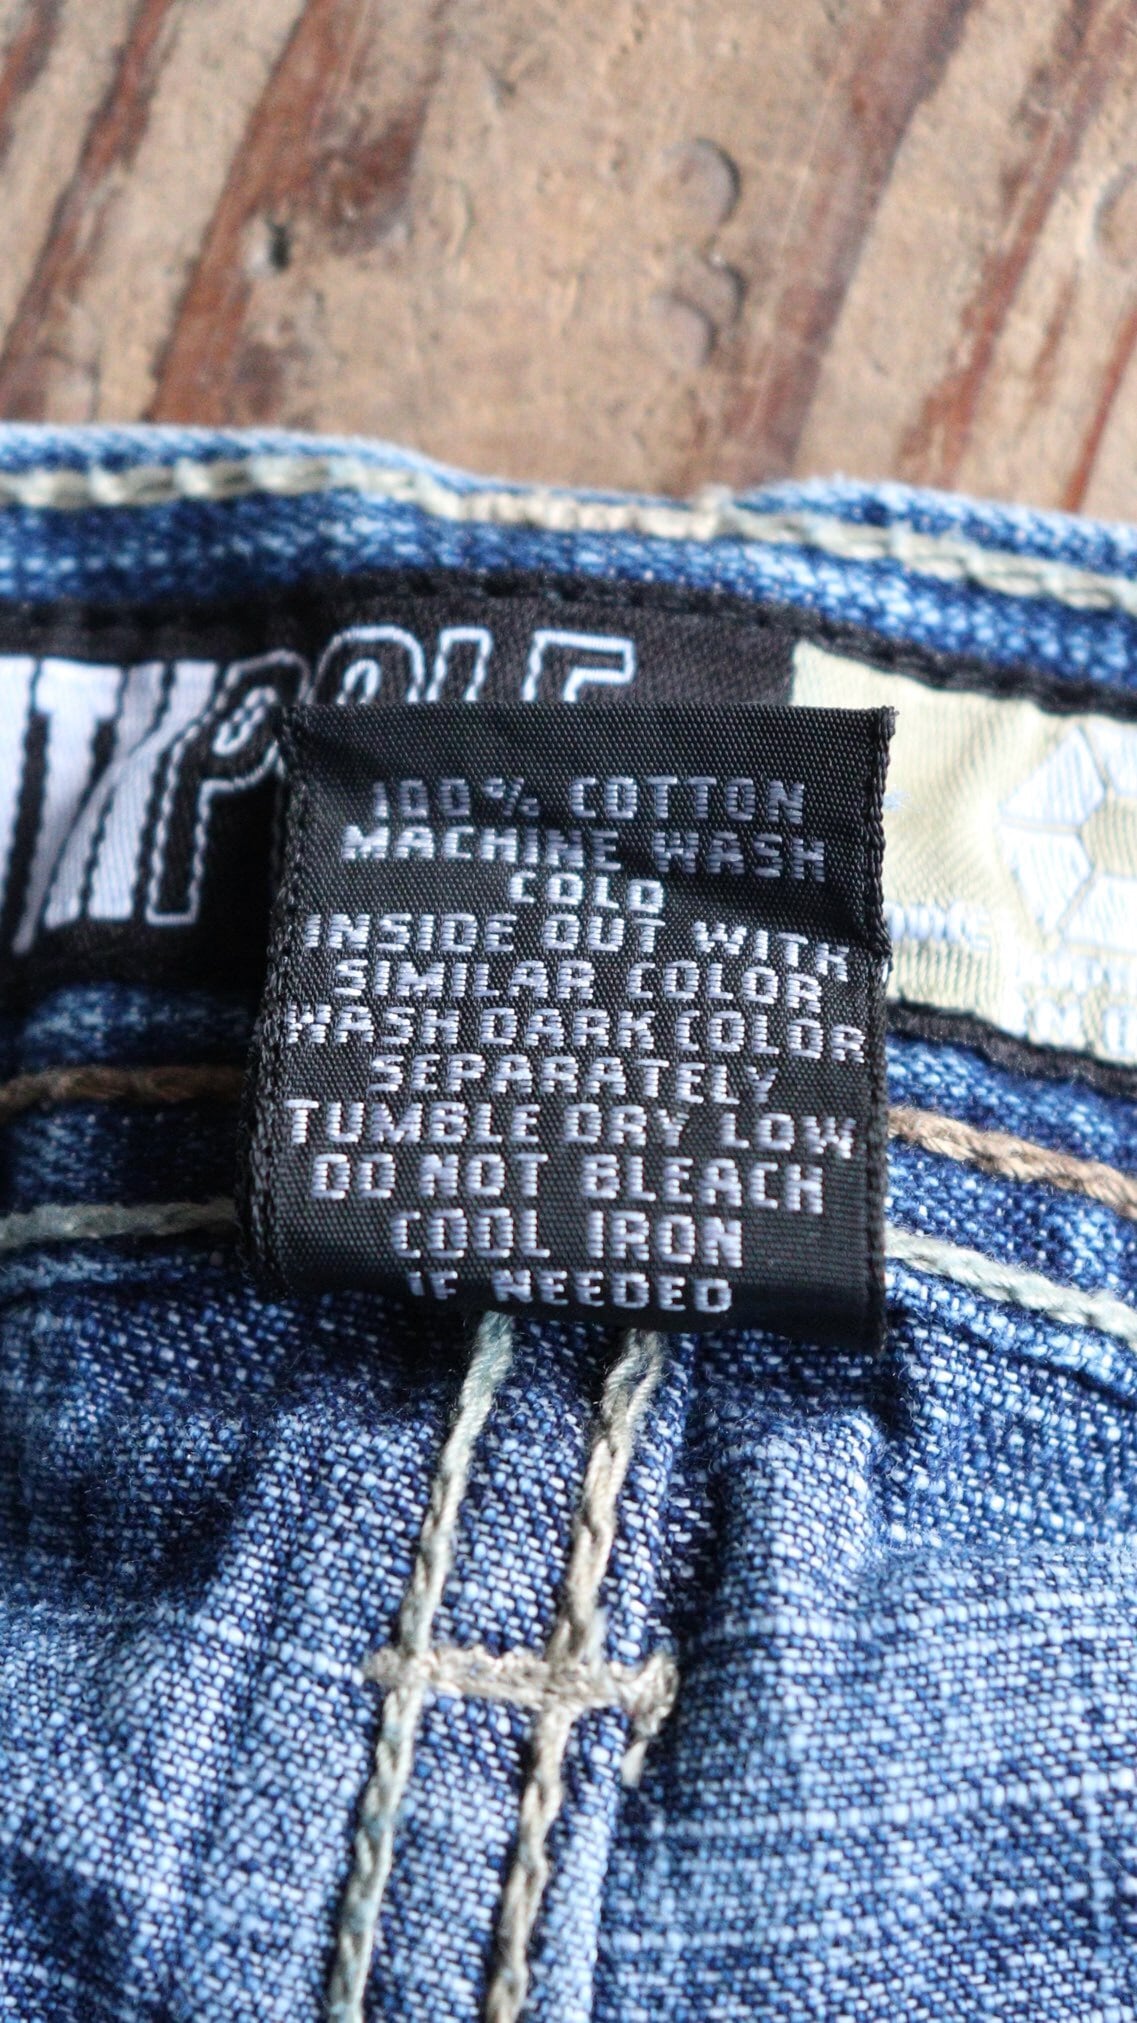 100% COTTON
MACHINE WASH
COLD
INSIDE OUT WITH
SIMILAR COLOR
WASH DARK COLOR
SEPARATELY
TUMBLE DRY LOW
DO NOT BLEACH
COOL IRON
IF NEEDED